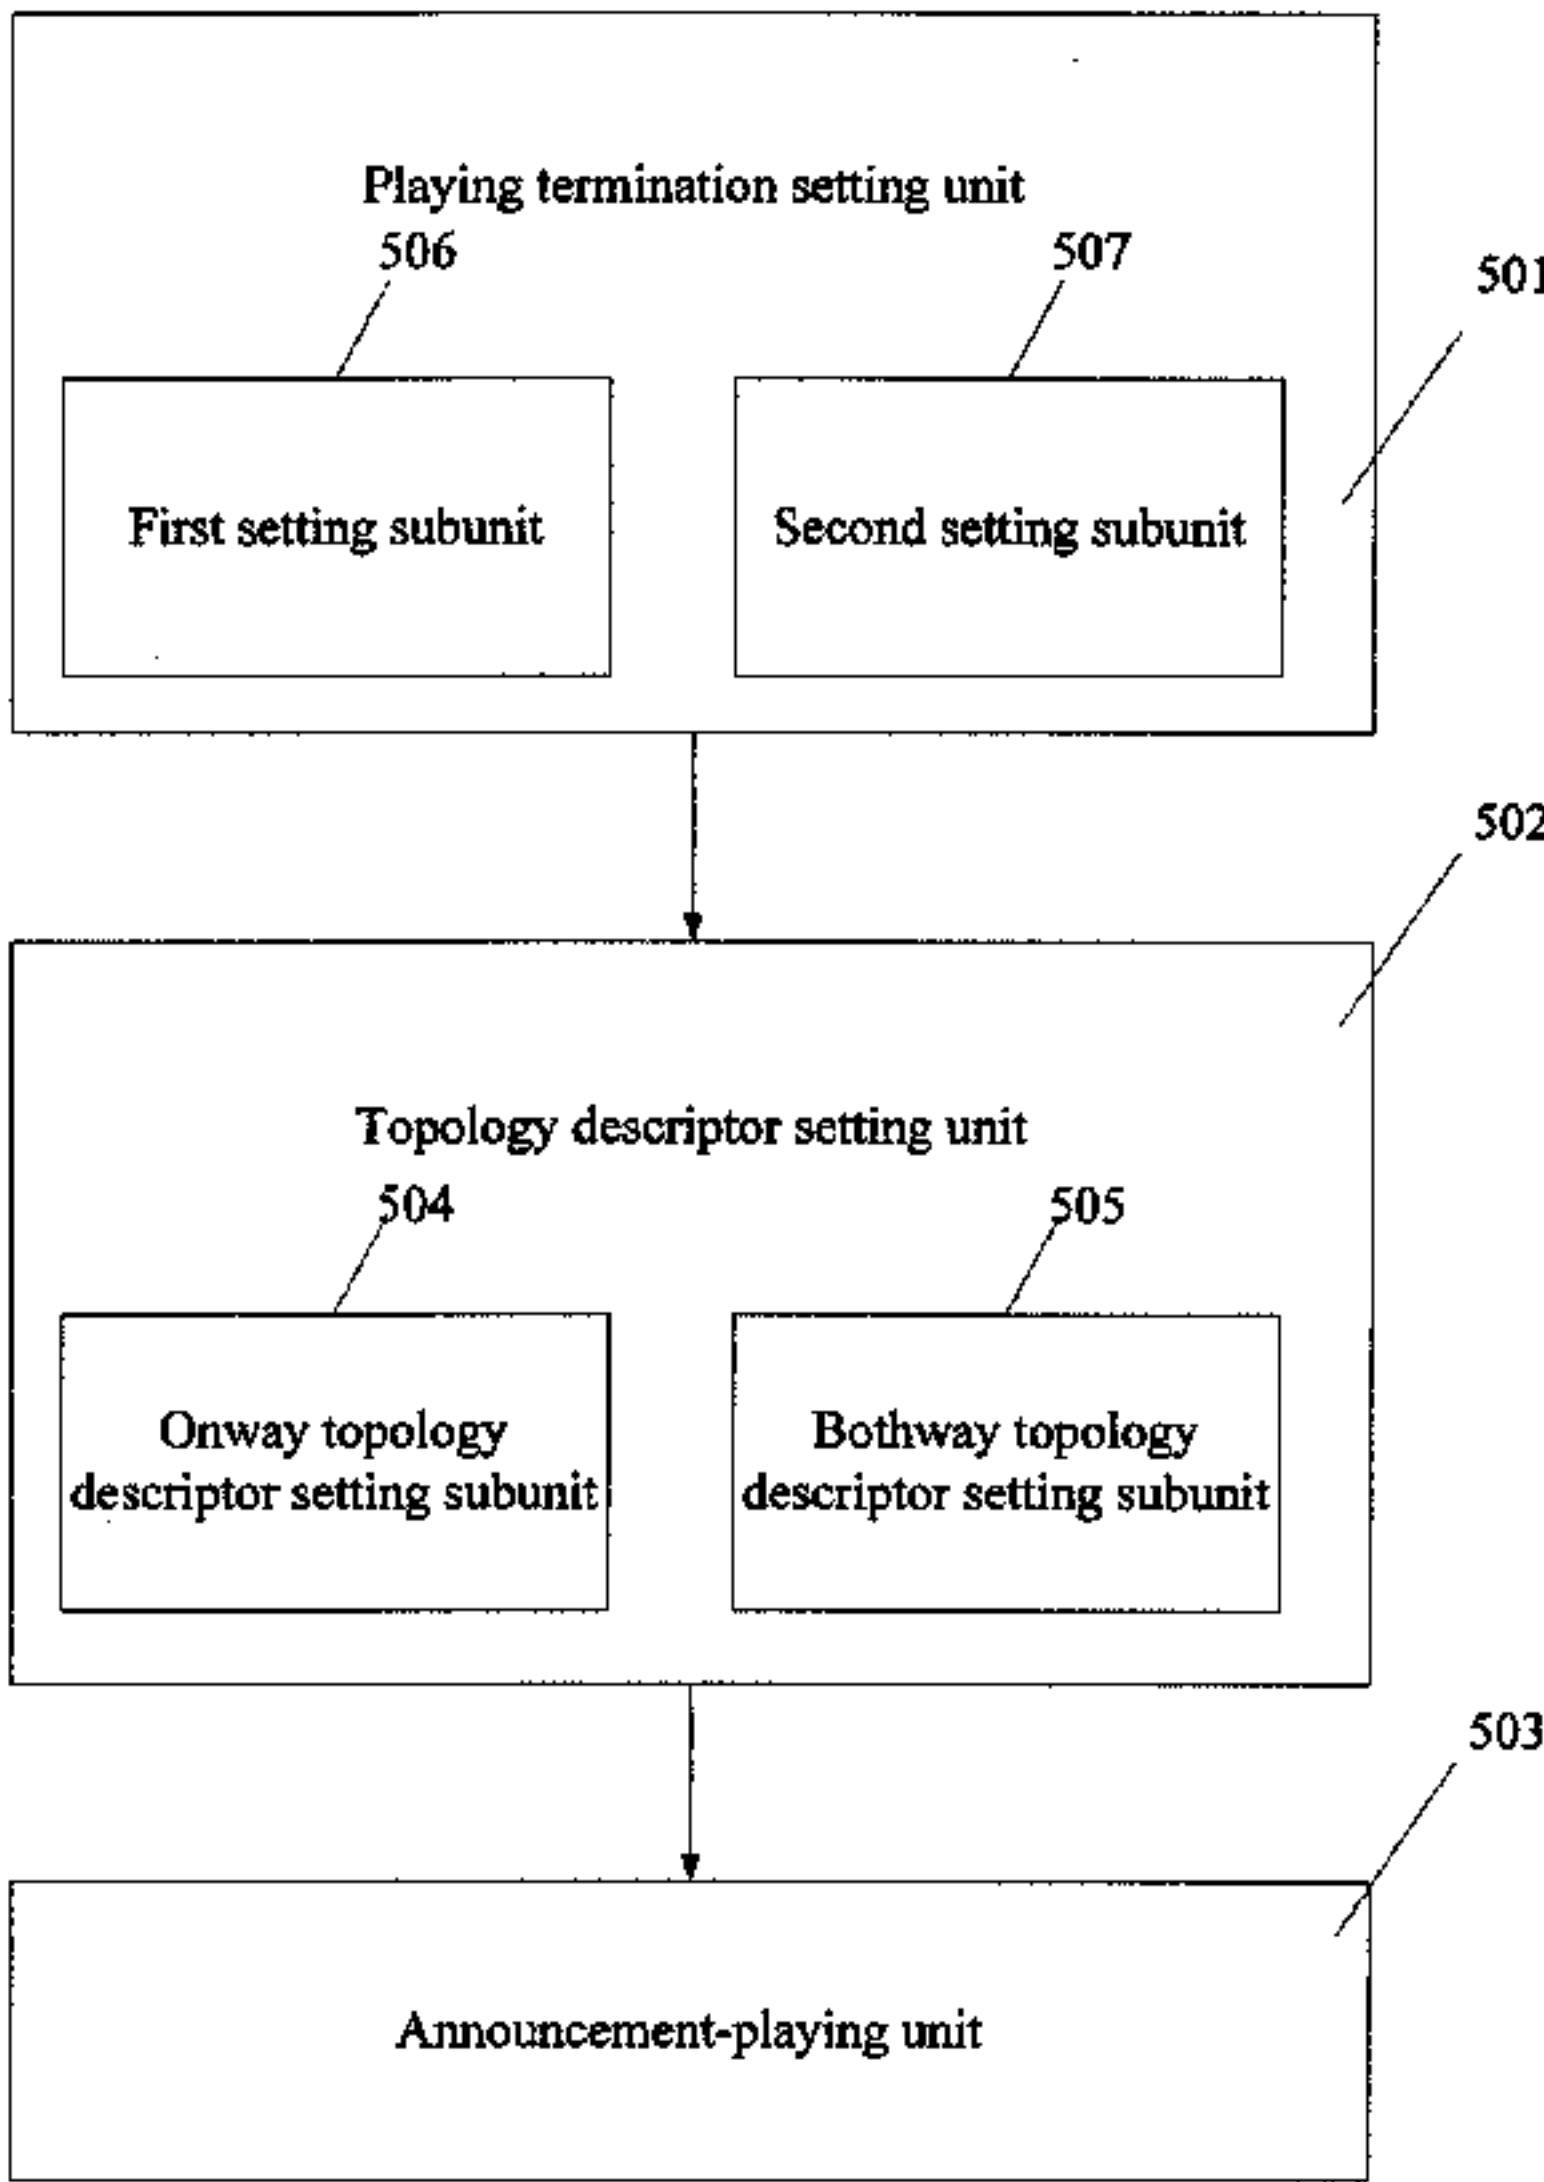 Playing termination setting unit
506
507
501
First setting subunit
Second setting subunit
502
Topology descriptor setting unit
504
505
Onway topology
descriptor setting subunit
Bothway topology
descriptor setting subunit
503
Announcement-playing unit